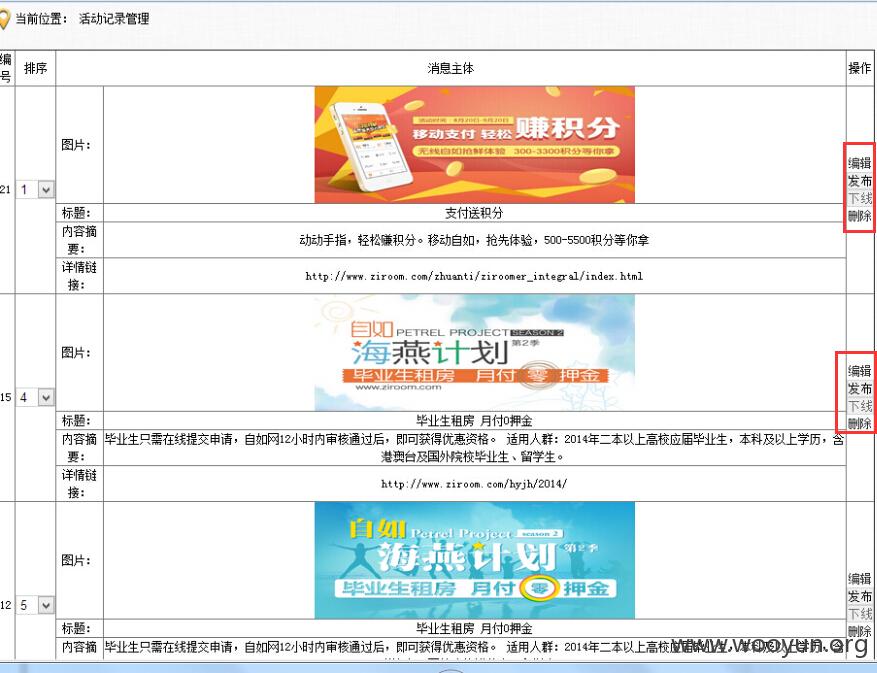 当前位置： 活动记录管理
编号 排序 消息主体 操作
21
1
图片：
活动时间 8月20日-9月20日
移动支付 轻松赚积分
无线自如抢鲜体验 300-3300积分等你拿
编辑
发布
下线
删除
标题： 支付送积分
内容摘要： 动动手指，轻松赚积分。移动自如，抢先体验，500-5500积分等你拿
详情链接： http://www.ziroom.com/zhuanti/ziroomer_integral/index.html
15
4
图片：
自如 PETREL PROJECT SEASON 2
海燕计划 第2季
毕业生租房 月付 零 押金
www.ziroom.com
编辑
发布
下线
删除
标题： 毕业生租房 月付0押金
内容摘要： 毕业生只需在线提交申请，自如网12小时内审核通过后，即可获得优惠资格。 适用人群：2014年二本以上高校应届毕业生，本科及以上学历，含
港澳台及国外院校毕业生、留学生。
详情链接： http://www.ziroom.com/hyjh/2014/
12
5
图片：
自如 Petrel Project season 2
海燕计划 第2季
毕业生租房 月付 零 押金
编辑
发布
下线
删除
标题： 毕业生租房 月付0押金
内容摘 毕业生只需在线提交申请，自如网12小时内审核通过后，即可获得优惠资格。 适用人群：2014年二本以上高校应届毕业生，本科及以上学历，含
www.wooyun.org